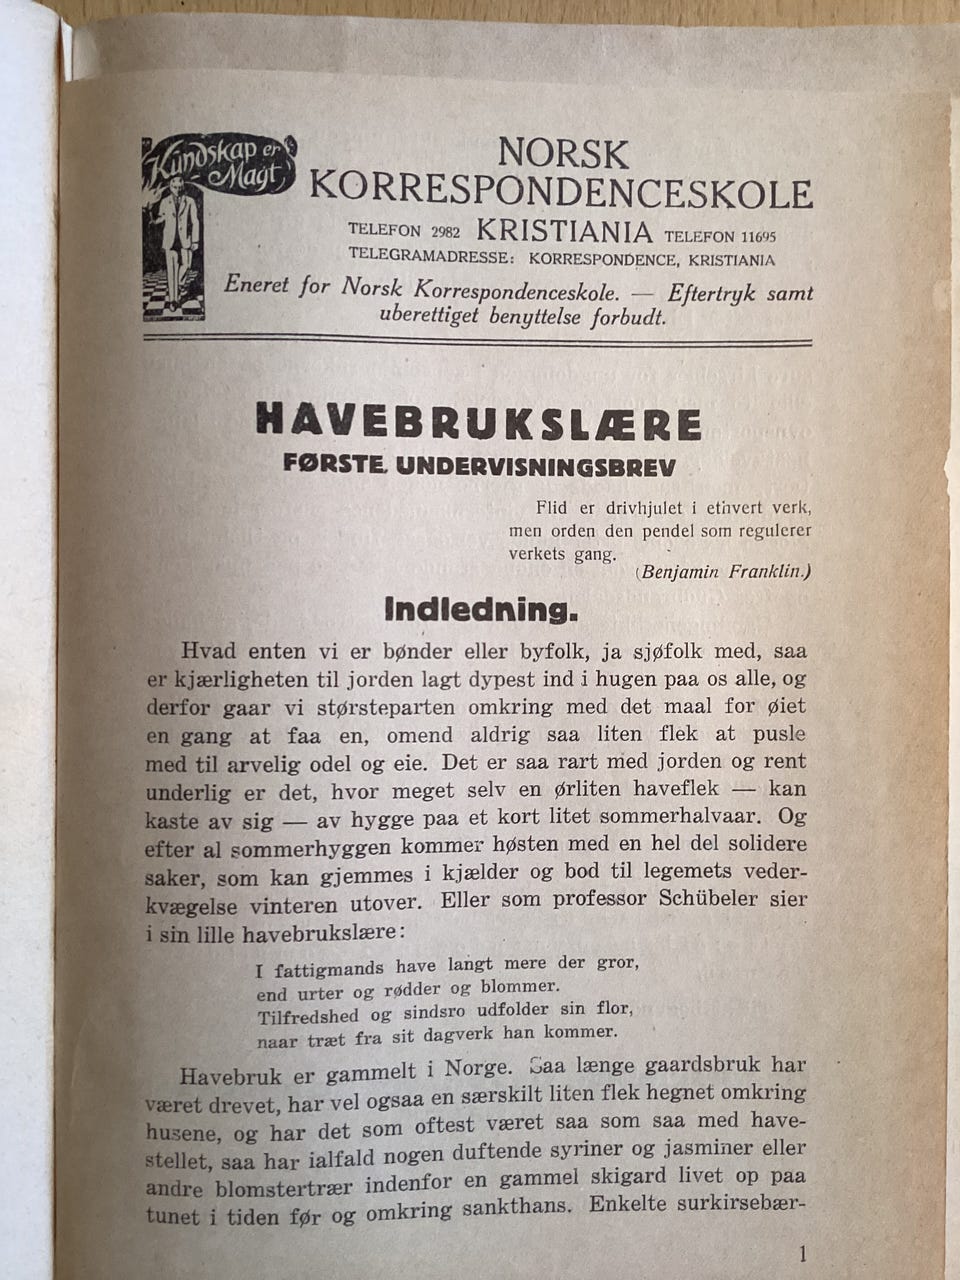 Kundskap er
Magt
NORSK
KORRESPONDENCESKOLE
TELEFON 2982 KRISTIANIA TELEFON 11695
TELEGRAMADRESSE: KORRESPONDENCE, KRISTIANIA
Eneret for Norsk Korrespondenceskole. — Eftertryk samt
uberettiget benyttelse forbudt.
HAVEBRUKSLÆRE
FØRSTE UNDERVISNINGSBREV
Flid er drivhjulet i ethvert verk,
men orden den pendel som regulerer
verkets gang.
(Benjamin Franklin.)
Indledning.
Hvad enten vi er bønder eller byfolk, ja sjøfolk med, saa
er kjærligheten til jorden lagt dypest ind i hugen paa os alle, og
derfor gaar vi størsteparten omkring med det maal for øiet
en gang at faa en, omend aldrig saa liten flek at pusle
med til arvelig odel og eie. Det er saa rart med jorden og rent
underlig er det, hvor meget selv en ørliten haveflek — kan
kaste av sig — av hygge paa et kort litet sommerhalvaar. Og
efter al sommerhyggen kommer høsten med en hel del solidere
saker, som kan gjemmes i kjælder og bod til legemets veder-
kvægelse vinteren utover. Eller som professor Schübeler sier
i sin lille havebrukslære:
I fattigmands have langt mere der gror,
end urter og rødder og blommer.
Tilfredshed og sindsro udfolder sin flor,
naar træt fra sit dagverk han kommer.
Havebruk er gammelt i Norge. Saa længe gaardsbruk har
været drevet, har vel ogsaa en særskilt liten flek hegnet omkring
husene, og har det som oftest været saa som saa med have-
stellet, saa har ialfald nogen duftende syriner og jasminer eller
andre blomstertrær indenfor en gammel skigard livet op paa
tunet i tiden før og omkring sankthans. Enkelte surkirsebær-
1